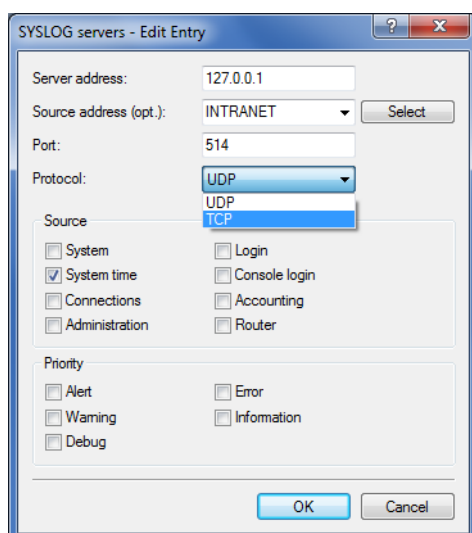 SYSLOG servers - Edit Entry
Server address: 127.0.0.1
Source address (opt.): INTRANET Select
Port: 514
Protocol: UDP
UDP
TCP
Source
System Login
System time Console login
Connections Accounting
Administration Router
Priority
Alert Error
Warning Information
Debug
OK Cancel